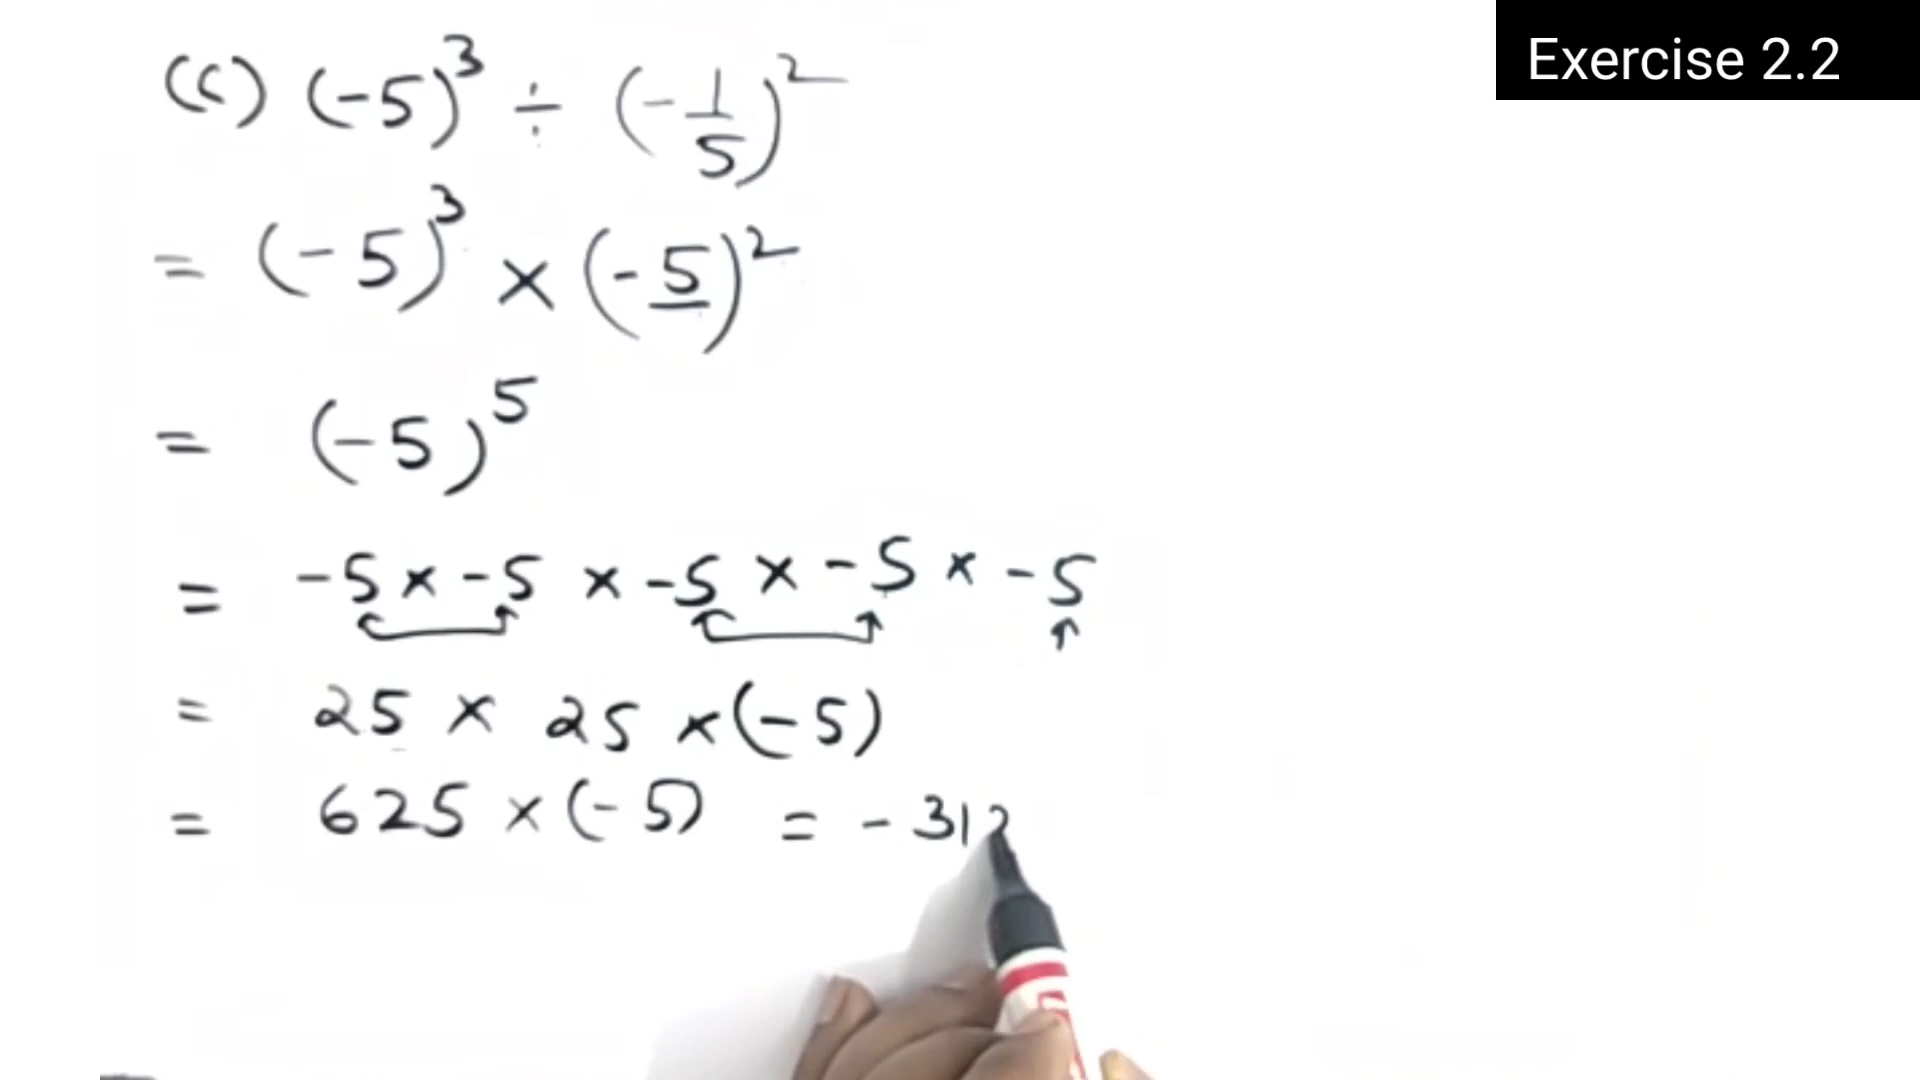 Exercise 2.2
(c) (-5)³ ÷ (-1/5)²
= (-5)³ × (-5)²
= (-5)⁵
= -5 × -5 × -5 × -5 × -5
= 25 × 25 × (-5)
= 625 × (-5) = - 312